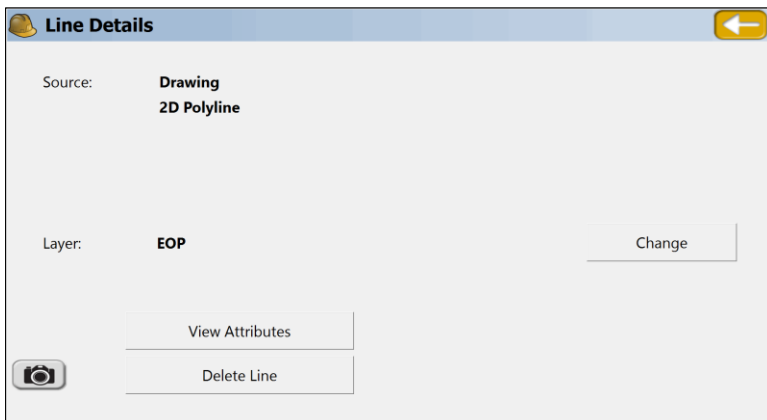 Line Details
Source: Drawing
2D Polyline
Layer: EOP Change
View Attributes
Delete Line